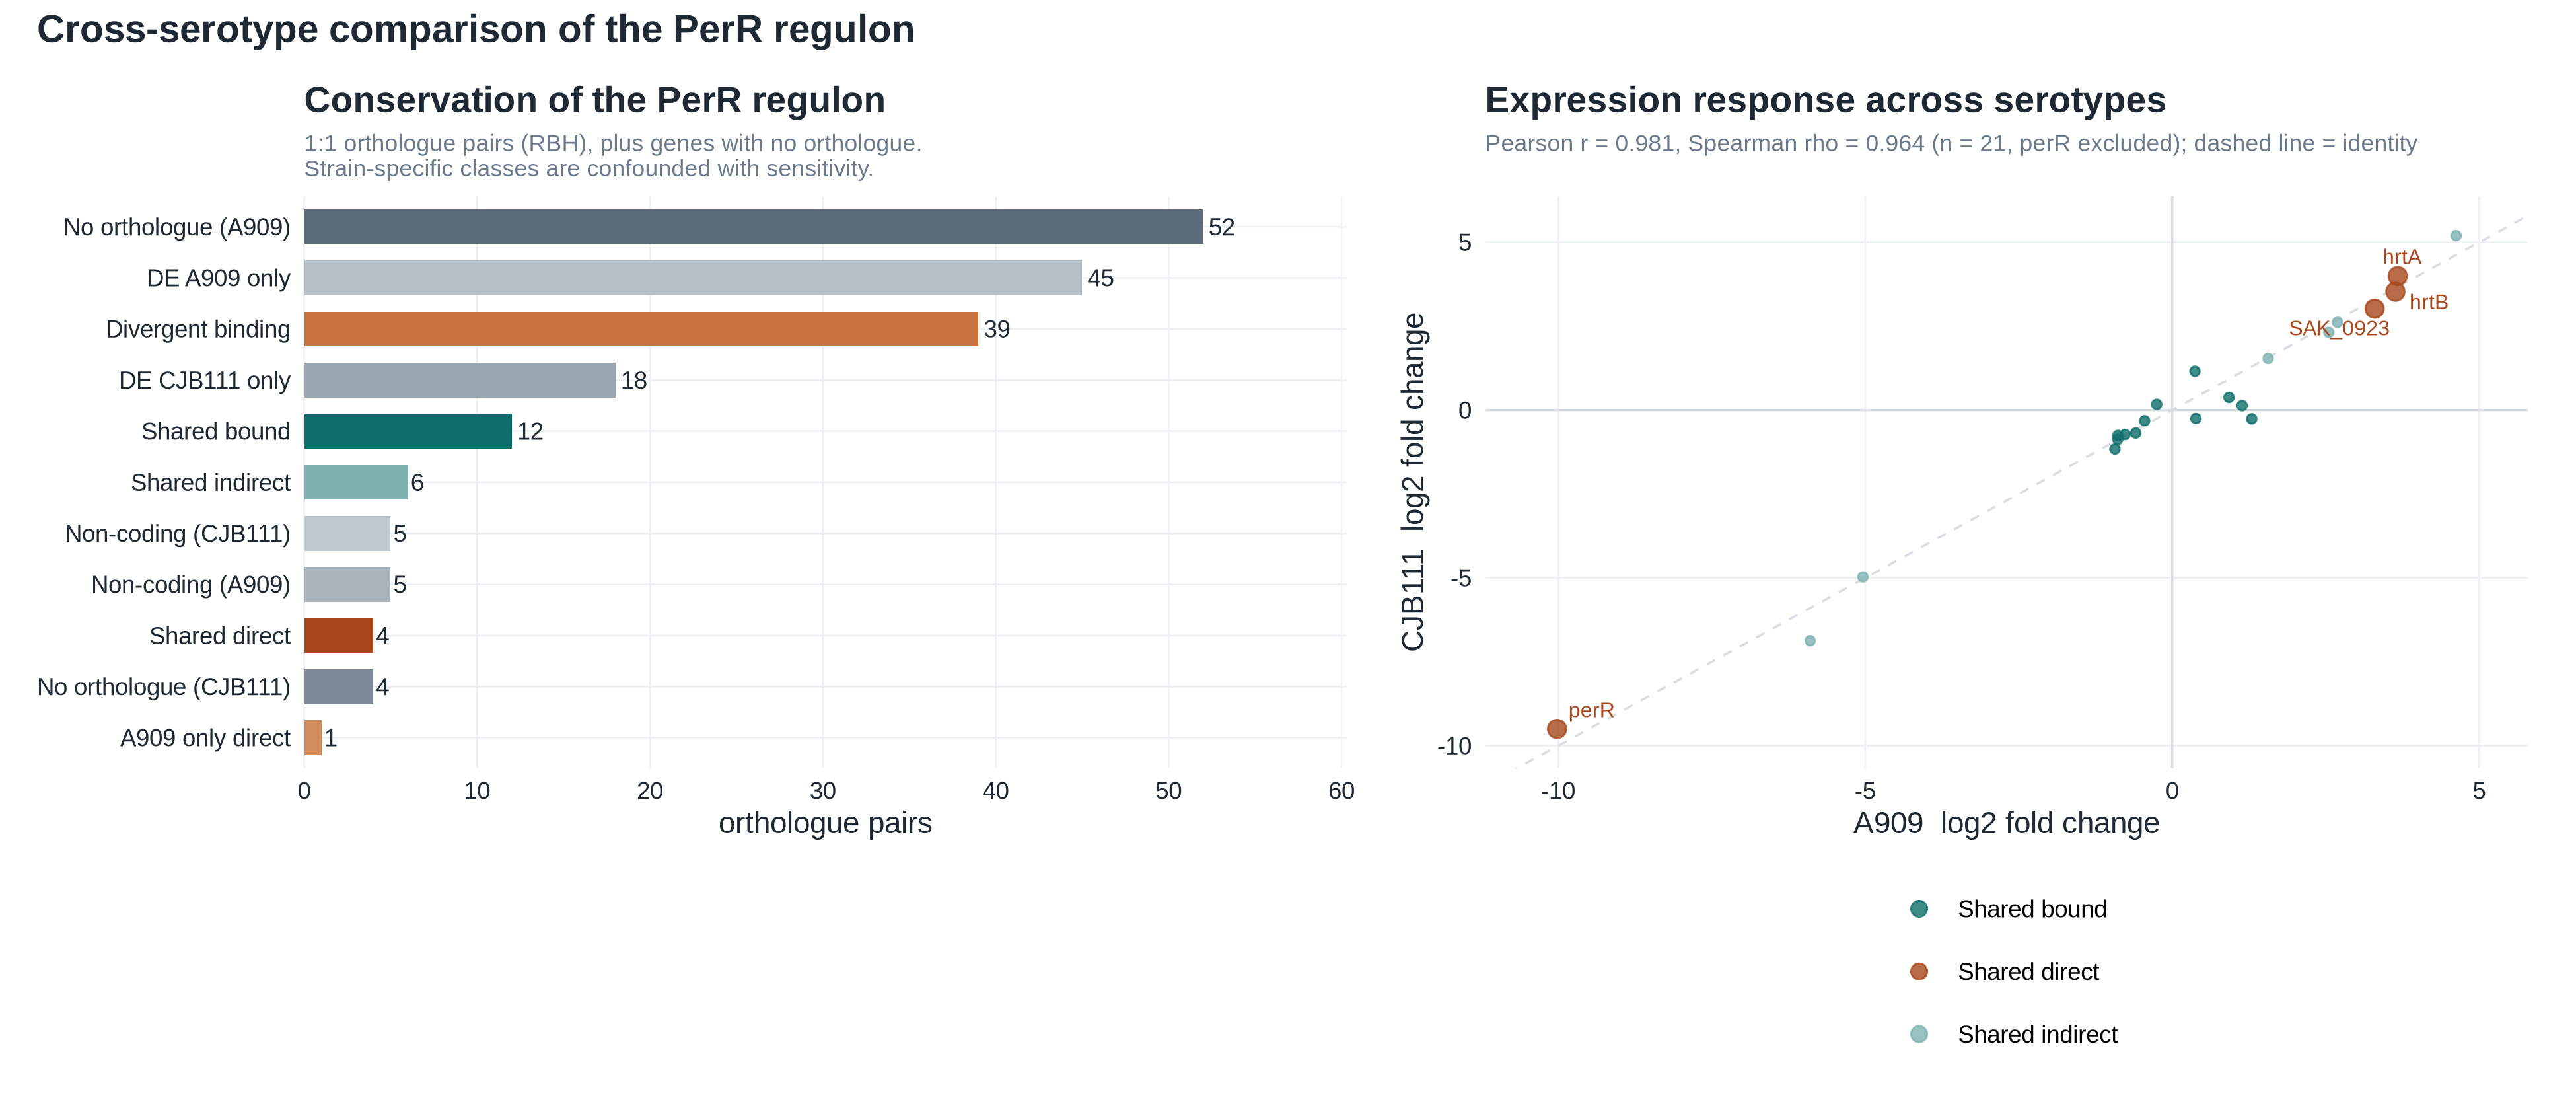 Cross-serotype comparison of the PerR regulon
Conservation of the PerR regulon
1:1 orthologue pairs (RBH), plus genes with no orthologue.
Strain-specific classes are confounded with sensitivity.
No orthologue (A909)
52
DE A909 only
45
Divergent binding
39
DE CJB111 only
18
Shared bound
12
Shared indirect
6
Non-coding (CJB111)
5
Non-coding (A909)
5
Shared direct
4
No orthologue (CJB111)
4
A909 only direct
1
0 10 20 30 40 50 60
orthologue pairs
Expression response across serotypes
Pearson r = 0.981, Spearman rho = 0.964 (n = 21, perR excluded); dashed line = identity
CJB111  log2 fold change
5
0
-5
-10
hrtA
hrtB
SAK_0923
perR
-10 -5 0 5
A909  log2 fold change
Shared bound
Shared direct
Shared indirect